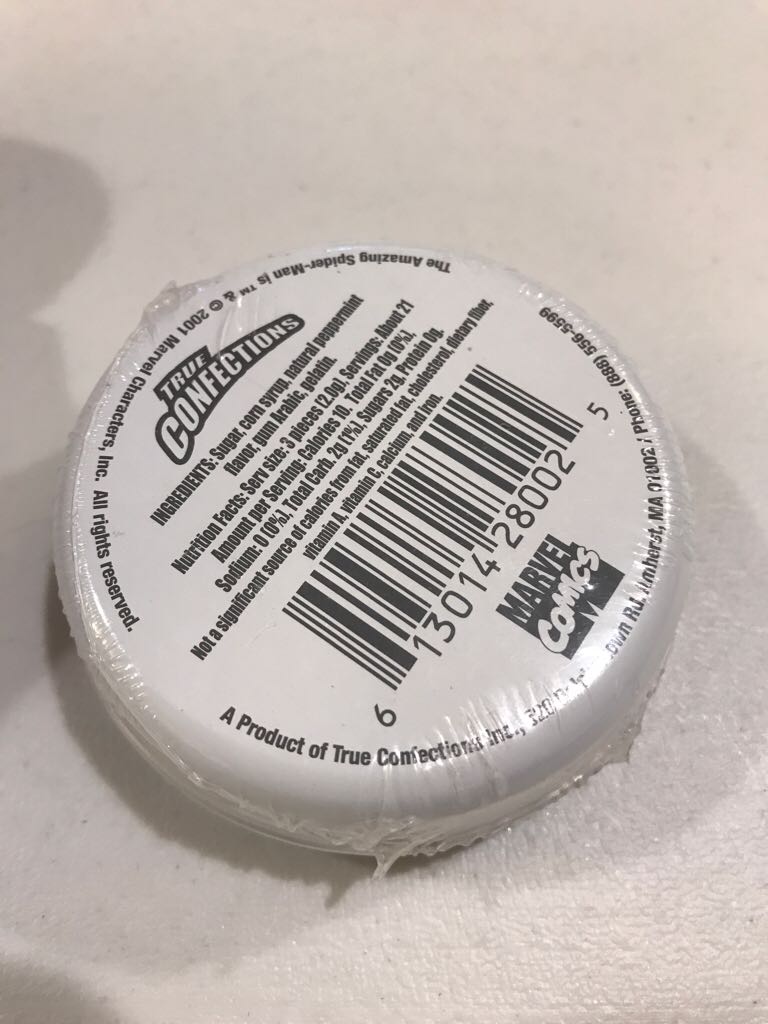 The Amazing Spider-Man is ™ & © 2001 Marvel Characters, Inc. All rights reserved.
TRUE
CONFECTIONS
INGREDIENTS: Sugar, corn syrup, natural peppermint
flavor, gum Arabic, gelatin.
Nutrition Facts: Serv size: 3 pieces (2.0g), Servings: About 21
Amount per Serving: Calories 10, Total Fat 0g (0%),
Sodium: 0 (0%), Total Carb. 2g (1%), Sugars 2g, Protein 0g.
Not a significant source of calories from fat, saturated fat, cholesterol, dietary fiber,
vitamin A, vitamin C, calcium, and iron.
6 13014 28002 5
MARVEL
COMICS
A Product of True Confections Inc., 320 Rd. Amherst, MA 01002 / Phone: (888) 556-5599